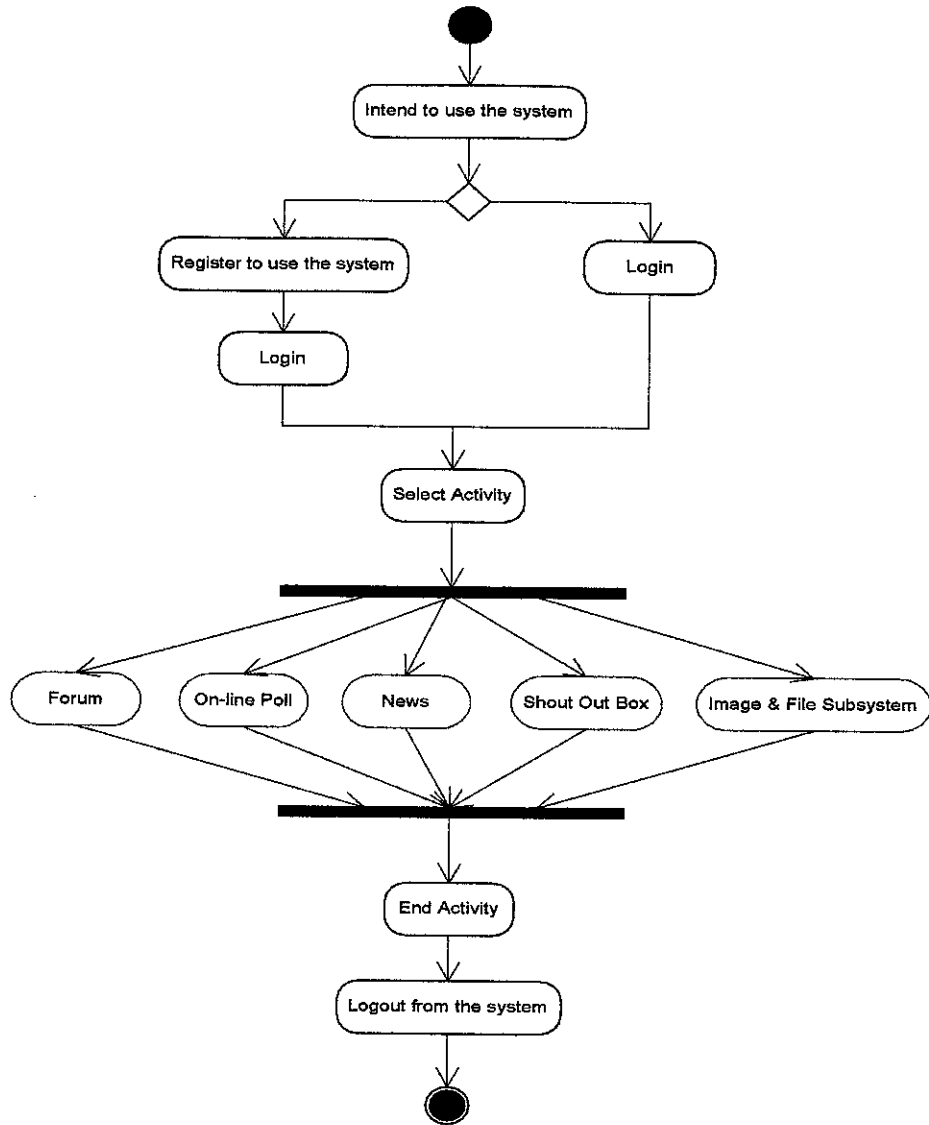 Intend to use the system
Register to use the system
Login
Login
Select Activity
Forum
On-line Poll
News
Shout Out Box
Image & File Subsystem
End Activity
Logout from the system